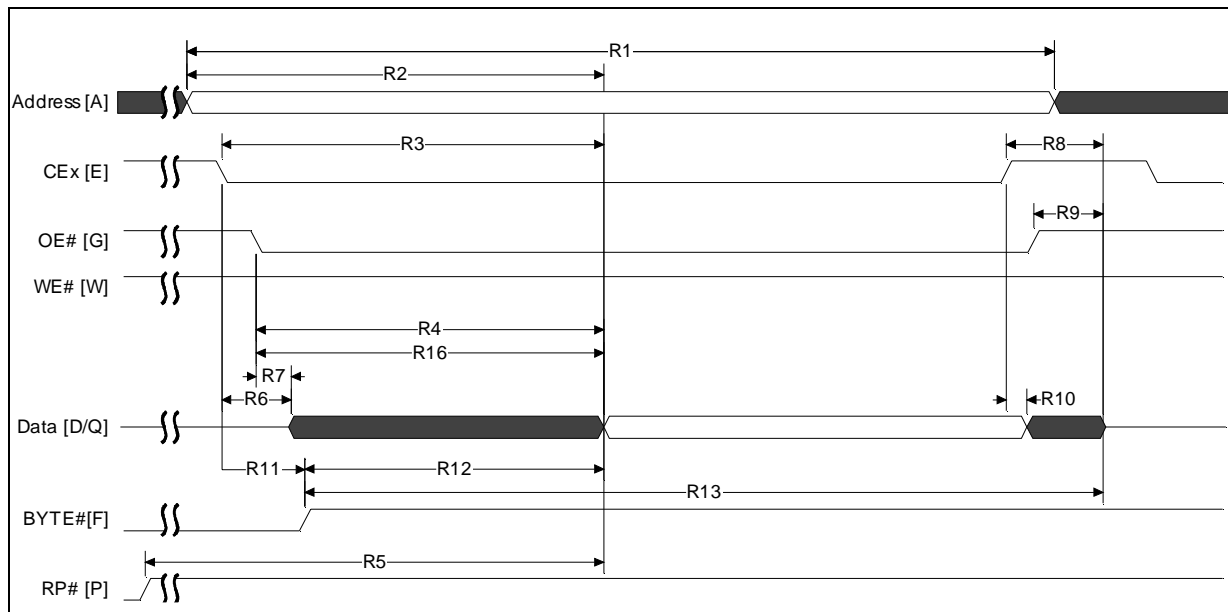 R1
R2
Address [A]
R3
R8
CEx [E]
R9
OE# [G]
WE# [W]
R4
R16
R7
R6
R10
Data [D/Q]
R11
R12
R13
BYTE#[F]
R5
RP# [P]